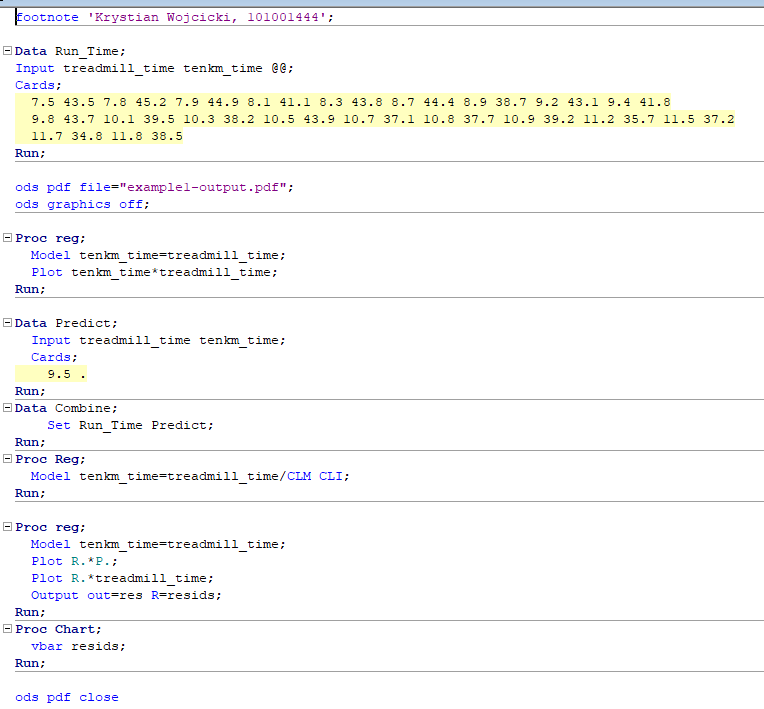 footnote 'Krystian Wojcicki, 101001444';
Data Run_Time;
Input treadmill_time tenkm_time @@;
Cards;
7.5 43.5 7.8 45.2 7.9 44.9 8.1 41.1 8.3 43.8 8.7 44.4 8.9 38.7 9.2 43.1 9.4 41.8
9.8 43.7 10.1 39.5 10.3 38.2 10.5 43.9 10.7 37.1 10.8 37.7 10.9 39.2 11.2 35.7 11.5 37.2
11.7 34.8 11.8 38.5
Run;
ods pdf file="example1-output.pdf";
ods graphics off;
Proc reg;
Model tenkm_time=treadmill_time;
Plot tenkm_time*treadmill_time;
Run;
Data Predict;
Input treadmill_time tenkm_time;
Cards;
9.5 .
Run;
Data Combine;
Set Run_Time Predict;
Run;
Proc Reg;
Model tenkm_time=treadmill_time/CLM CLI;
Run;
Proc reg;
Model tenkm_time=treadmill_time;
Plot R.*P.;
Plot R.*treadmill_time;
Output out=res R=resids;
Run;
Proc Chart;
vbar resids;
Run;
ods pdf close